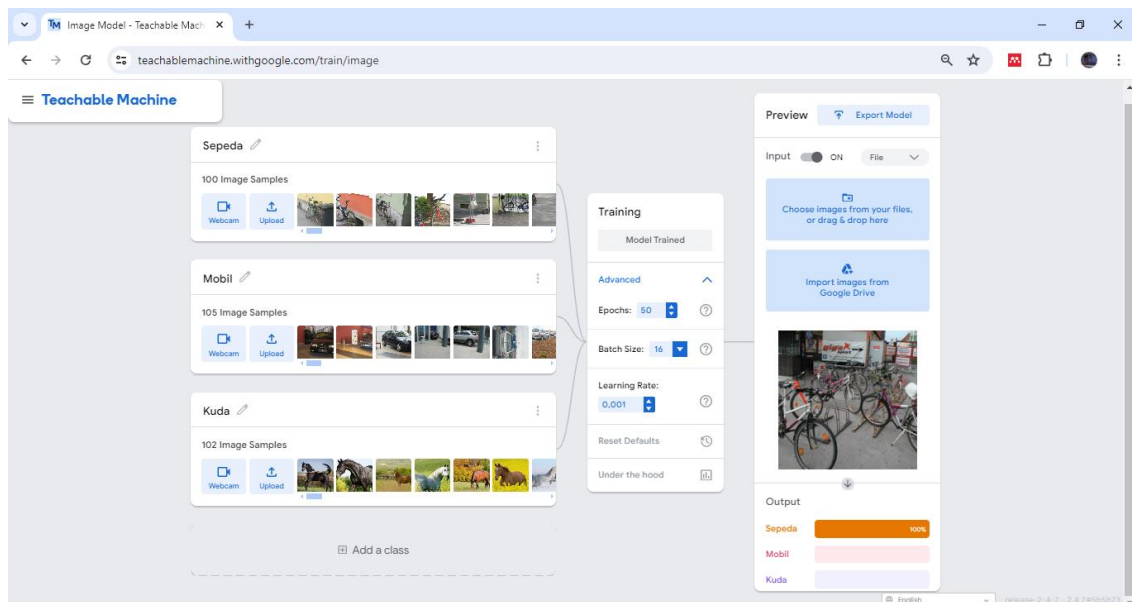 Image Model - Teachable Mach
teachablemachine.withgoogle.com/train/image
Teachable Machine
Sepeda
100 Image Samples
Webcam
Upload
Mobil
105 Image Samples
Webcam
Upload
Kuda
102 Image Samples
Webcam
Upload
Add a class
Training
Model Trained
Advanced
Epochs: 50
Batch Size: 16
Learning Rate:
0.001
Reset Defaults
Under the hood
Preview
Export Model
Input ON File
Choose images from your files,
or drag & drop here
Import images from
Google Drive
Output
Sepeda 100%
Mobil
Kuda
English